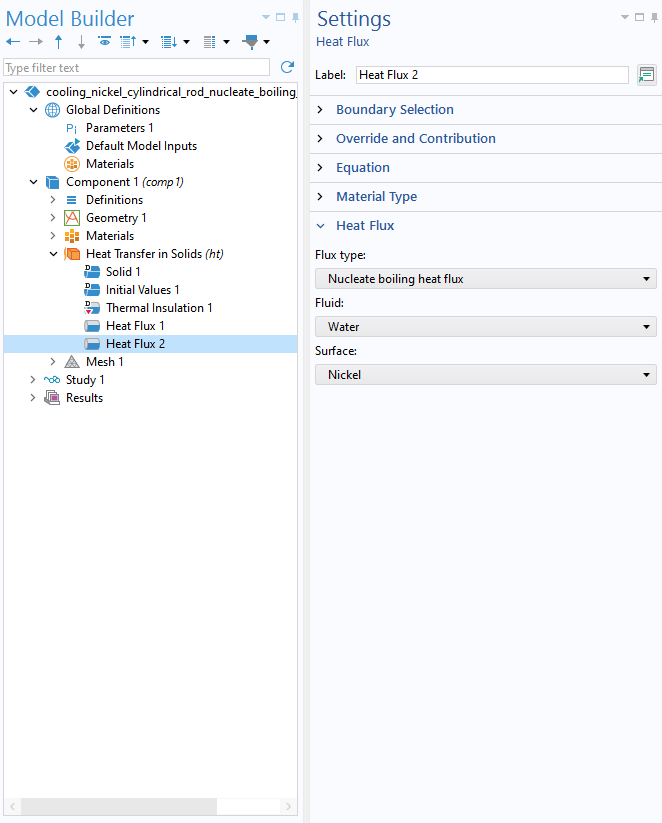 Model Builder
Type filter text
cooling_nickel_cylindrical_rod_nucleate_boiling_
Global Definitions
Pi Parameters 1
Default Model Inputs
Materials
Component 1 (comp1)
Definitions
Geometry 1
Materials
Heat Transfer in Solids (ht)
D Solid 1
D Initial Values 1
D Thermal Insulation 1
Heat Flux 1
Heat Flux 2
Mesh 1
Study 1
Results
Settings
Heat Flux
Label: Heat Flux 2
Boundary Selection
Override and Contribution
Equation
Material Type
Heat Flux
Flux type:
Nucleate boiling heat flux
Fluid:
Water
Surface:
Nickel